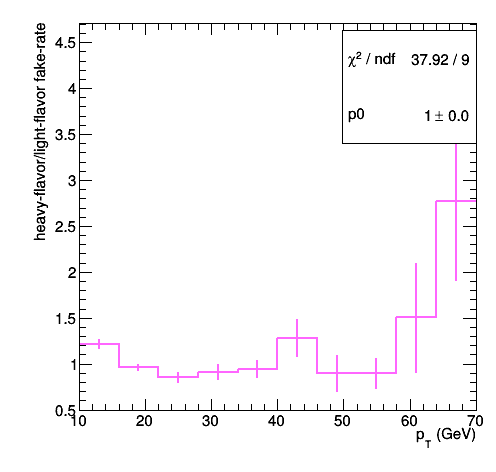 heavy-flavor/light-flavor fake-rate
χ² / ndf 37.92 / 9
p0 1 ± 0.0
4.5
4
3.5
3
2.5
2
1.5
1
0.5
10 20 30 40 50 60 70
p_T (GeV)